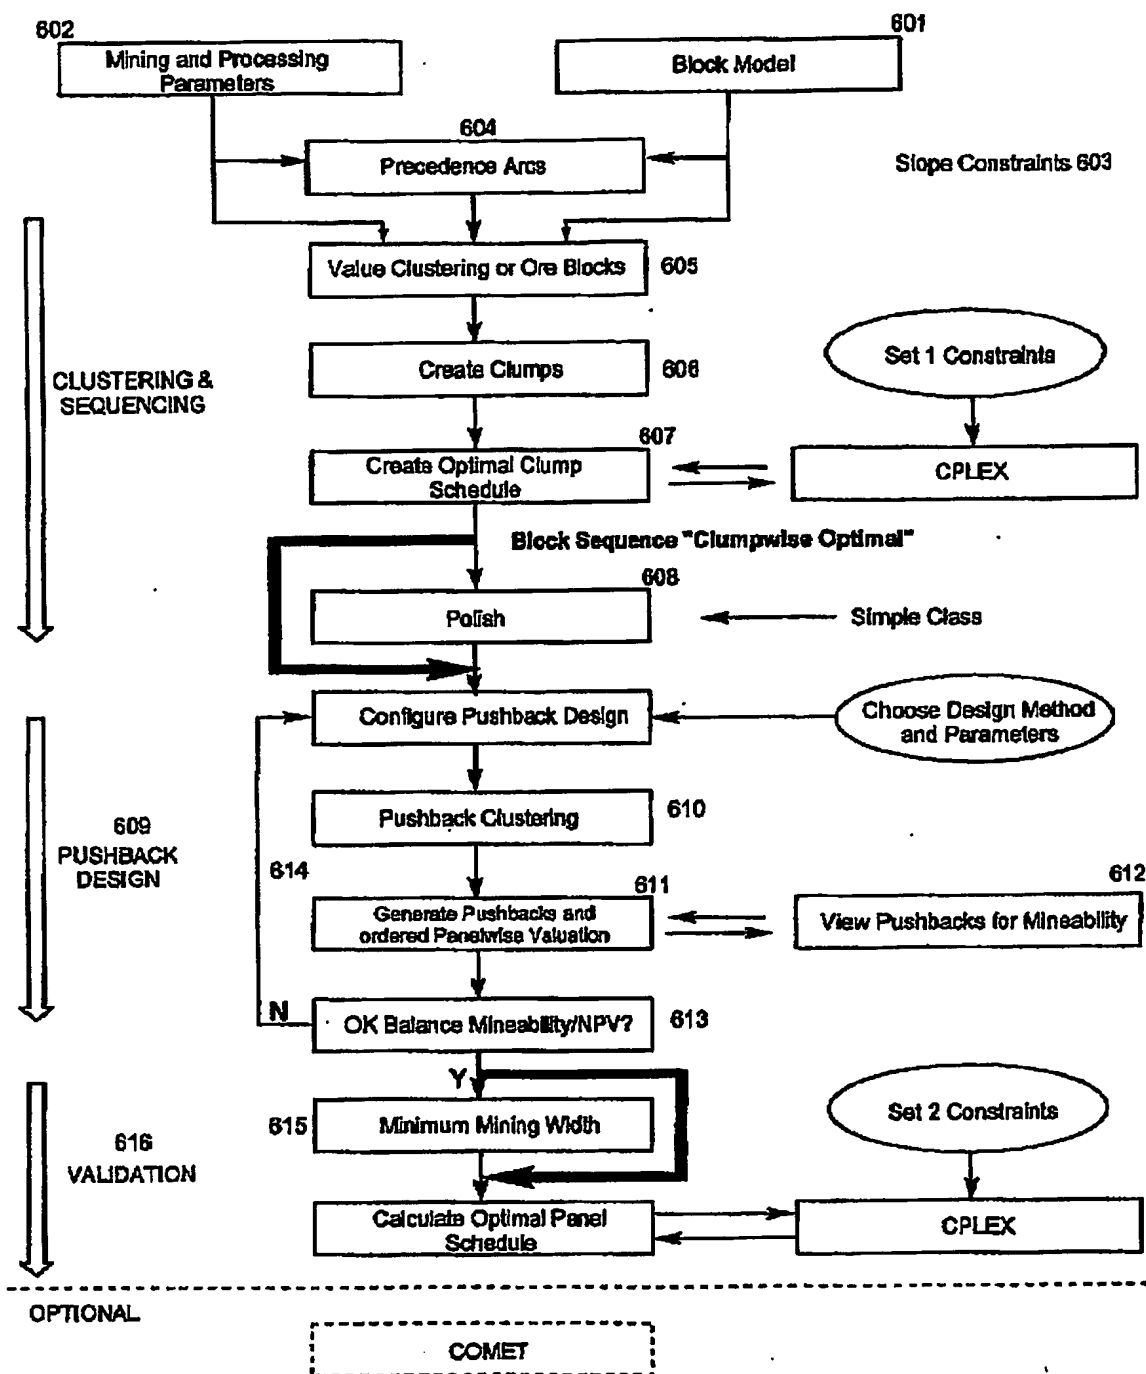 602
Mining and Processing
Parameters
601
Block Model
604
Precedence Arcs
Slope Constraints 603
Value Clustering or Ore Blocks
605
Create Clumps
606
Set 1 Constraints
CLUSTERING &
SEQUENCING
607
Create Optimal Clump
Schedule
CPLEX
Block Sequence "Clumpwise Optimal"
608
Polish
Simple Class
Configure Pushback Design
Choose Design Method
and Parameters
Pushback Clustering
610
609
PUSHBACK
DESIGN
614
611
Generate Pushbacks and
ordered Panelwise Valuation
612
View Pushbacks for Mineability
N
OK Balance Mineability/NPV?
613
Y
615
Minimum Mining Width
Set 2 Constraints
616
VALIDATION
Calculate Optimal Panel
Schedule
CPLEX
OPTIONAL
COMET